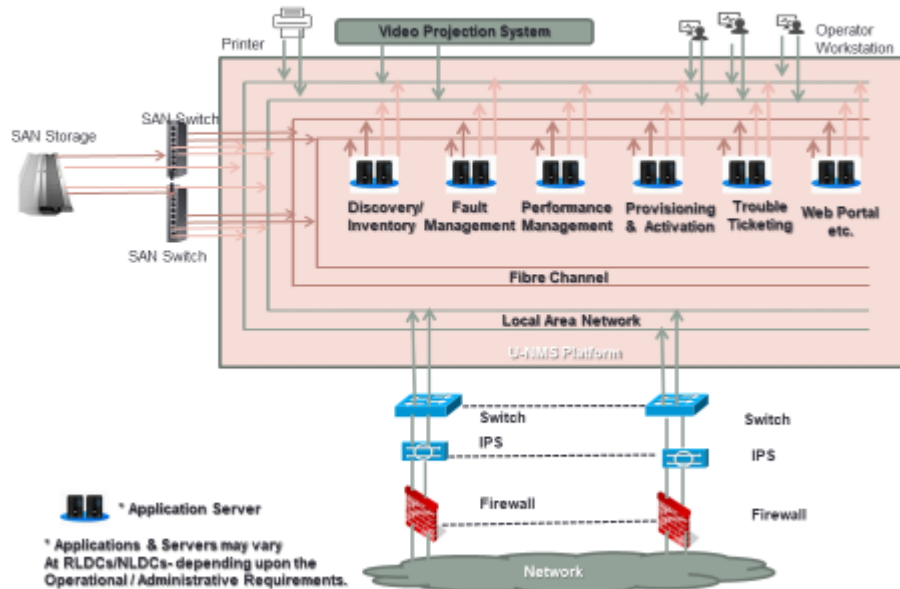 Printer
Video Projection System
Operator
Workstation
SAN Switch
SAN Storage
SAN Switch
Discovery/
Inventory
Fault
Management
Performance
Management
Provisioning
& Activation
Trouble
Ticketing
Web Portal
etc.
Fibre Channel
Local Area Network
U-NMS Platform
Switch
Switch
IPS
IPS
Firewall
Firewall
* Application Server
* Applications & Servers may vary
At RLDCs/NLDCs- depending upon the
Operational / Administrative Requirements.
Network